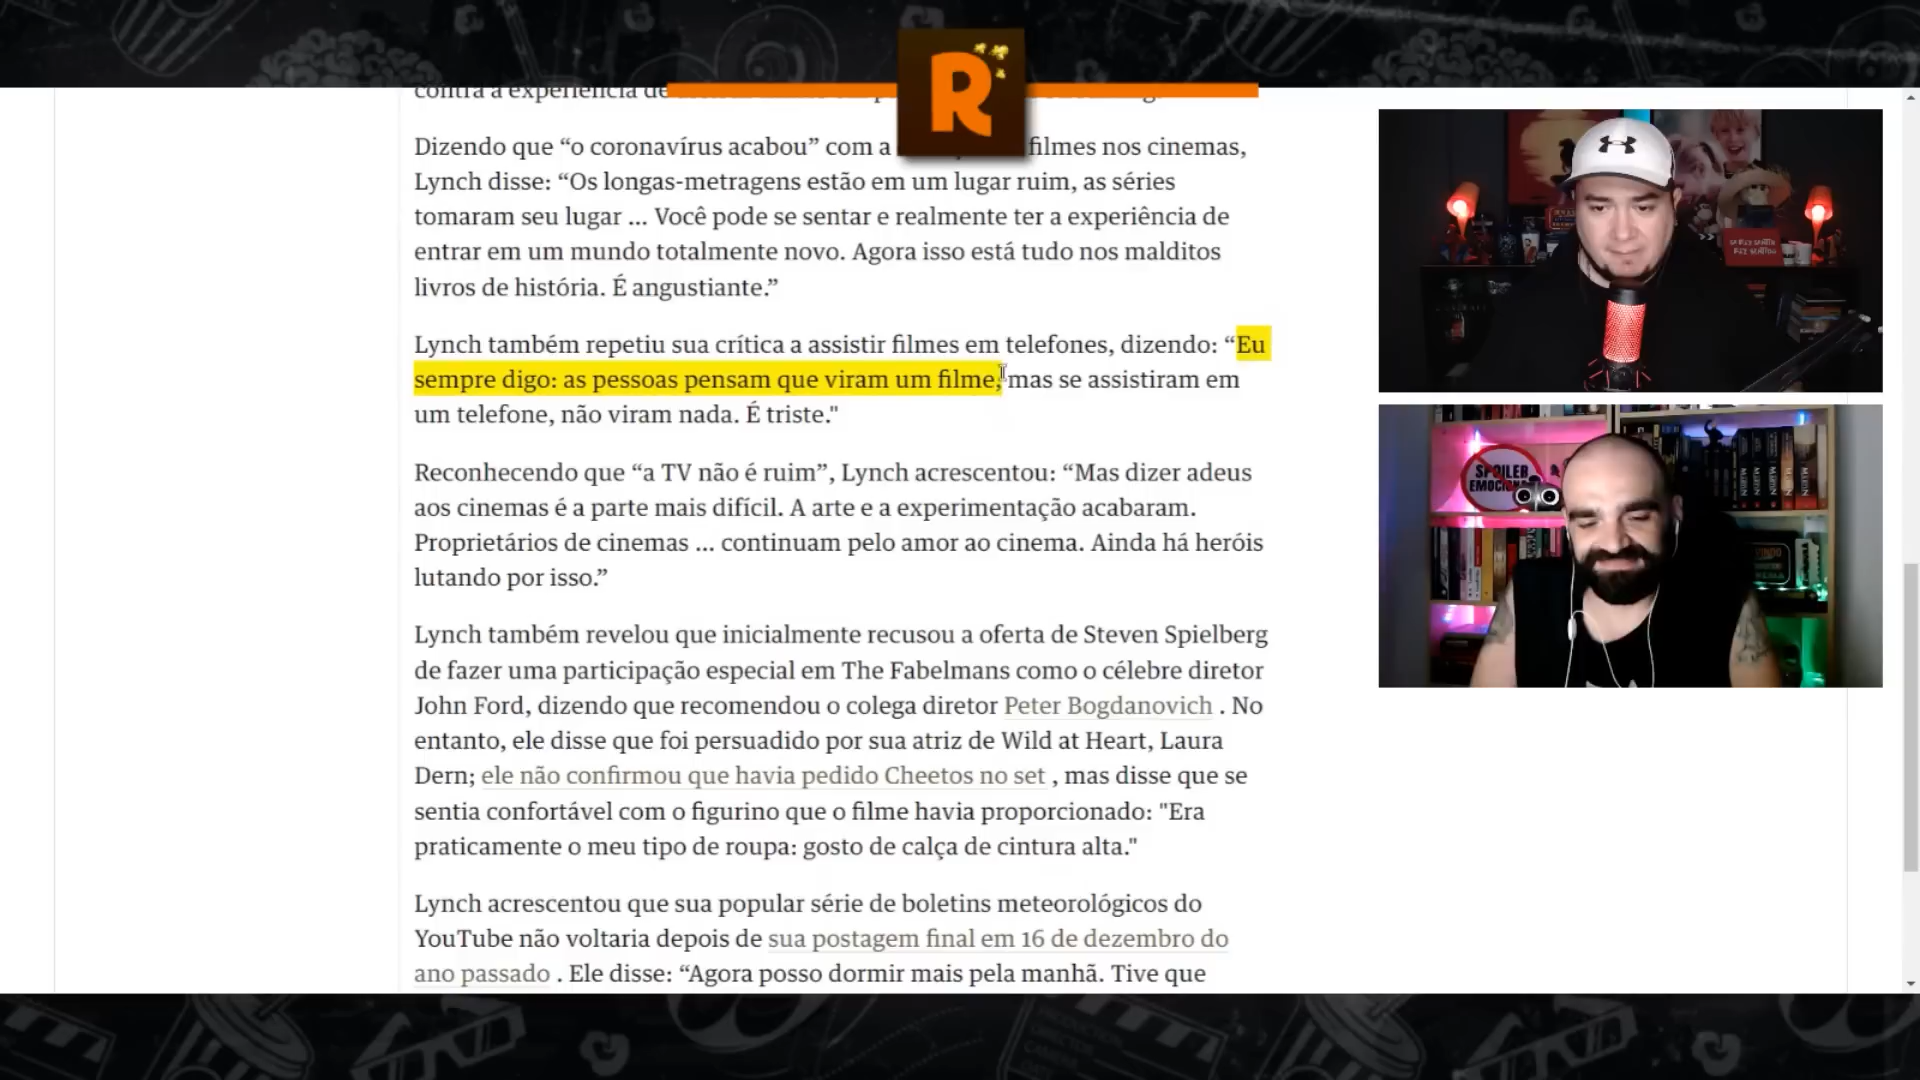 contra a experiência de
Dizendo que “o coronavírus acabou” com a filmes nos cinemas,
Lynch disse: “Os longas-metragens estão em um lugar ruim, as séries
tomaram seu lugar ... Você pode se sentar e realmente ter a experiência de
entrar em um mundo totalmente novo. Agora isso está tudo nos malditos
livros de história. É angustiante.”
Lynch também repetiu sua crítica a assistir filmes em telefones, dizendo: “Eu
sempre digo: as pessoas pensam que viram um filme, mas se assistiram em
um telefone, não viram nada. É triste."
Reconhecendo que “a TV não é ruim”, Lynch acrescentou: “Mas dizer adeus
aos cinemas é a parte mais difícil. A arte e a experimentação acabaram.
Proprietários de cinemas ... continuam pelo amor ao cinema. Ainda há heróis
lutando por isso.”
Lynch também revelou que inicialmente recusou a oferta de Steven Spielberg
de fazer uma participação especial em The Fabelmans como o célebre diretor
John Ford, dizendo que recomendou o colega diretor Peter Bogdanovich . No
entanto, ele disse que foi persuadido por sua atriz de Wild at Heart, Laura
Dern; ele não confirmou que havia pedido Cheetos no set , mas disse que se
sentia confortável com o figurino que o filme havia proporcionado: "Era
praticamente o meu tipo de roupa: gosto de calça de cintura alta."
Lynch acrescentou que sua popular série de boletins meteorológicos do
YouTube não voltaria depois de sua postagem final em 16 de dezembro do
ano passado . Ele disse: “Agora posso dormir mais pela manhã. Tive que
R
SPOILER